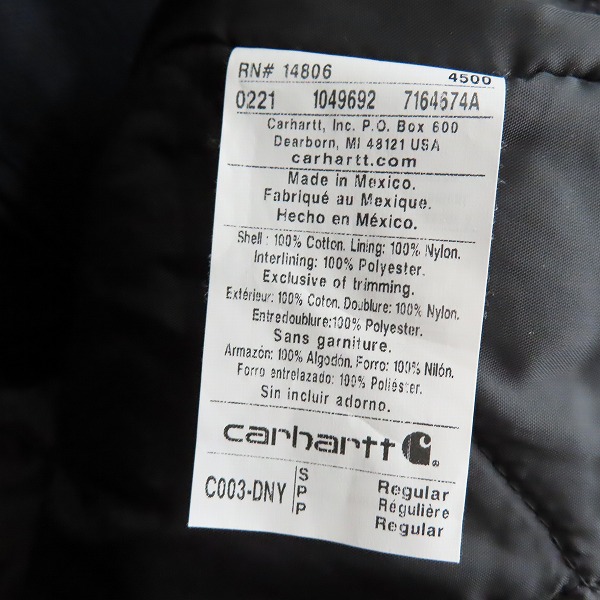 RN# 14806 4500
0221 1049692 7164674A
Carhartt, Inc. P.O. Box 600
Dearborn, MI 48121 USA
carhartt.com
Made in Mexico.
Fabriqué au Mexique.
Hecho en México.
Shell: 100% Cotton. Lining: 100% Nylon.
Interlining: 100% Polyester.
Exclusive of trimming.
Extérieur: 100% Coton. Doublure: 100% Nylon.
Entredoublure:100% Polyester.
Sans garniture.
Armazón: 100% Algodón. Forro: 100% Nilón.
Forro entrelazado: 100% Poliéster.
Sin incluir adorno.
carhartt
C003-DNY
S Regular
P Régulière
P Regular